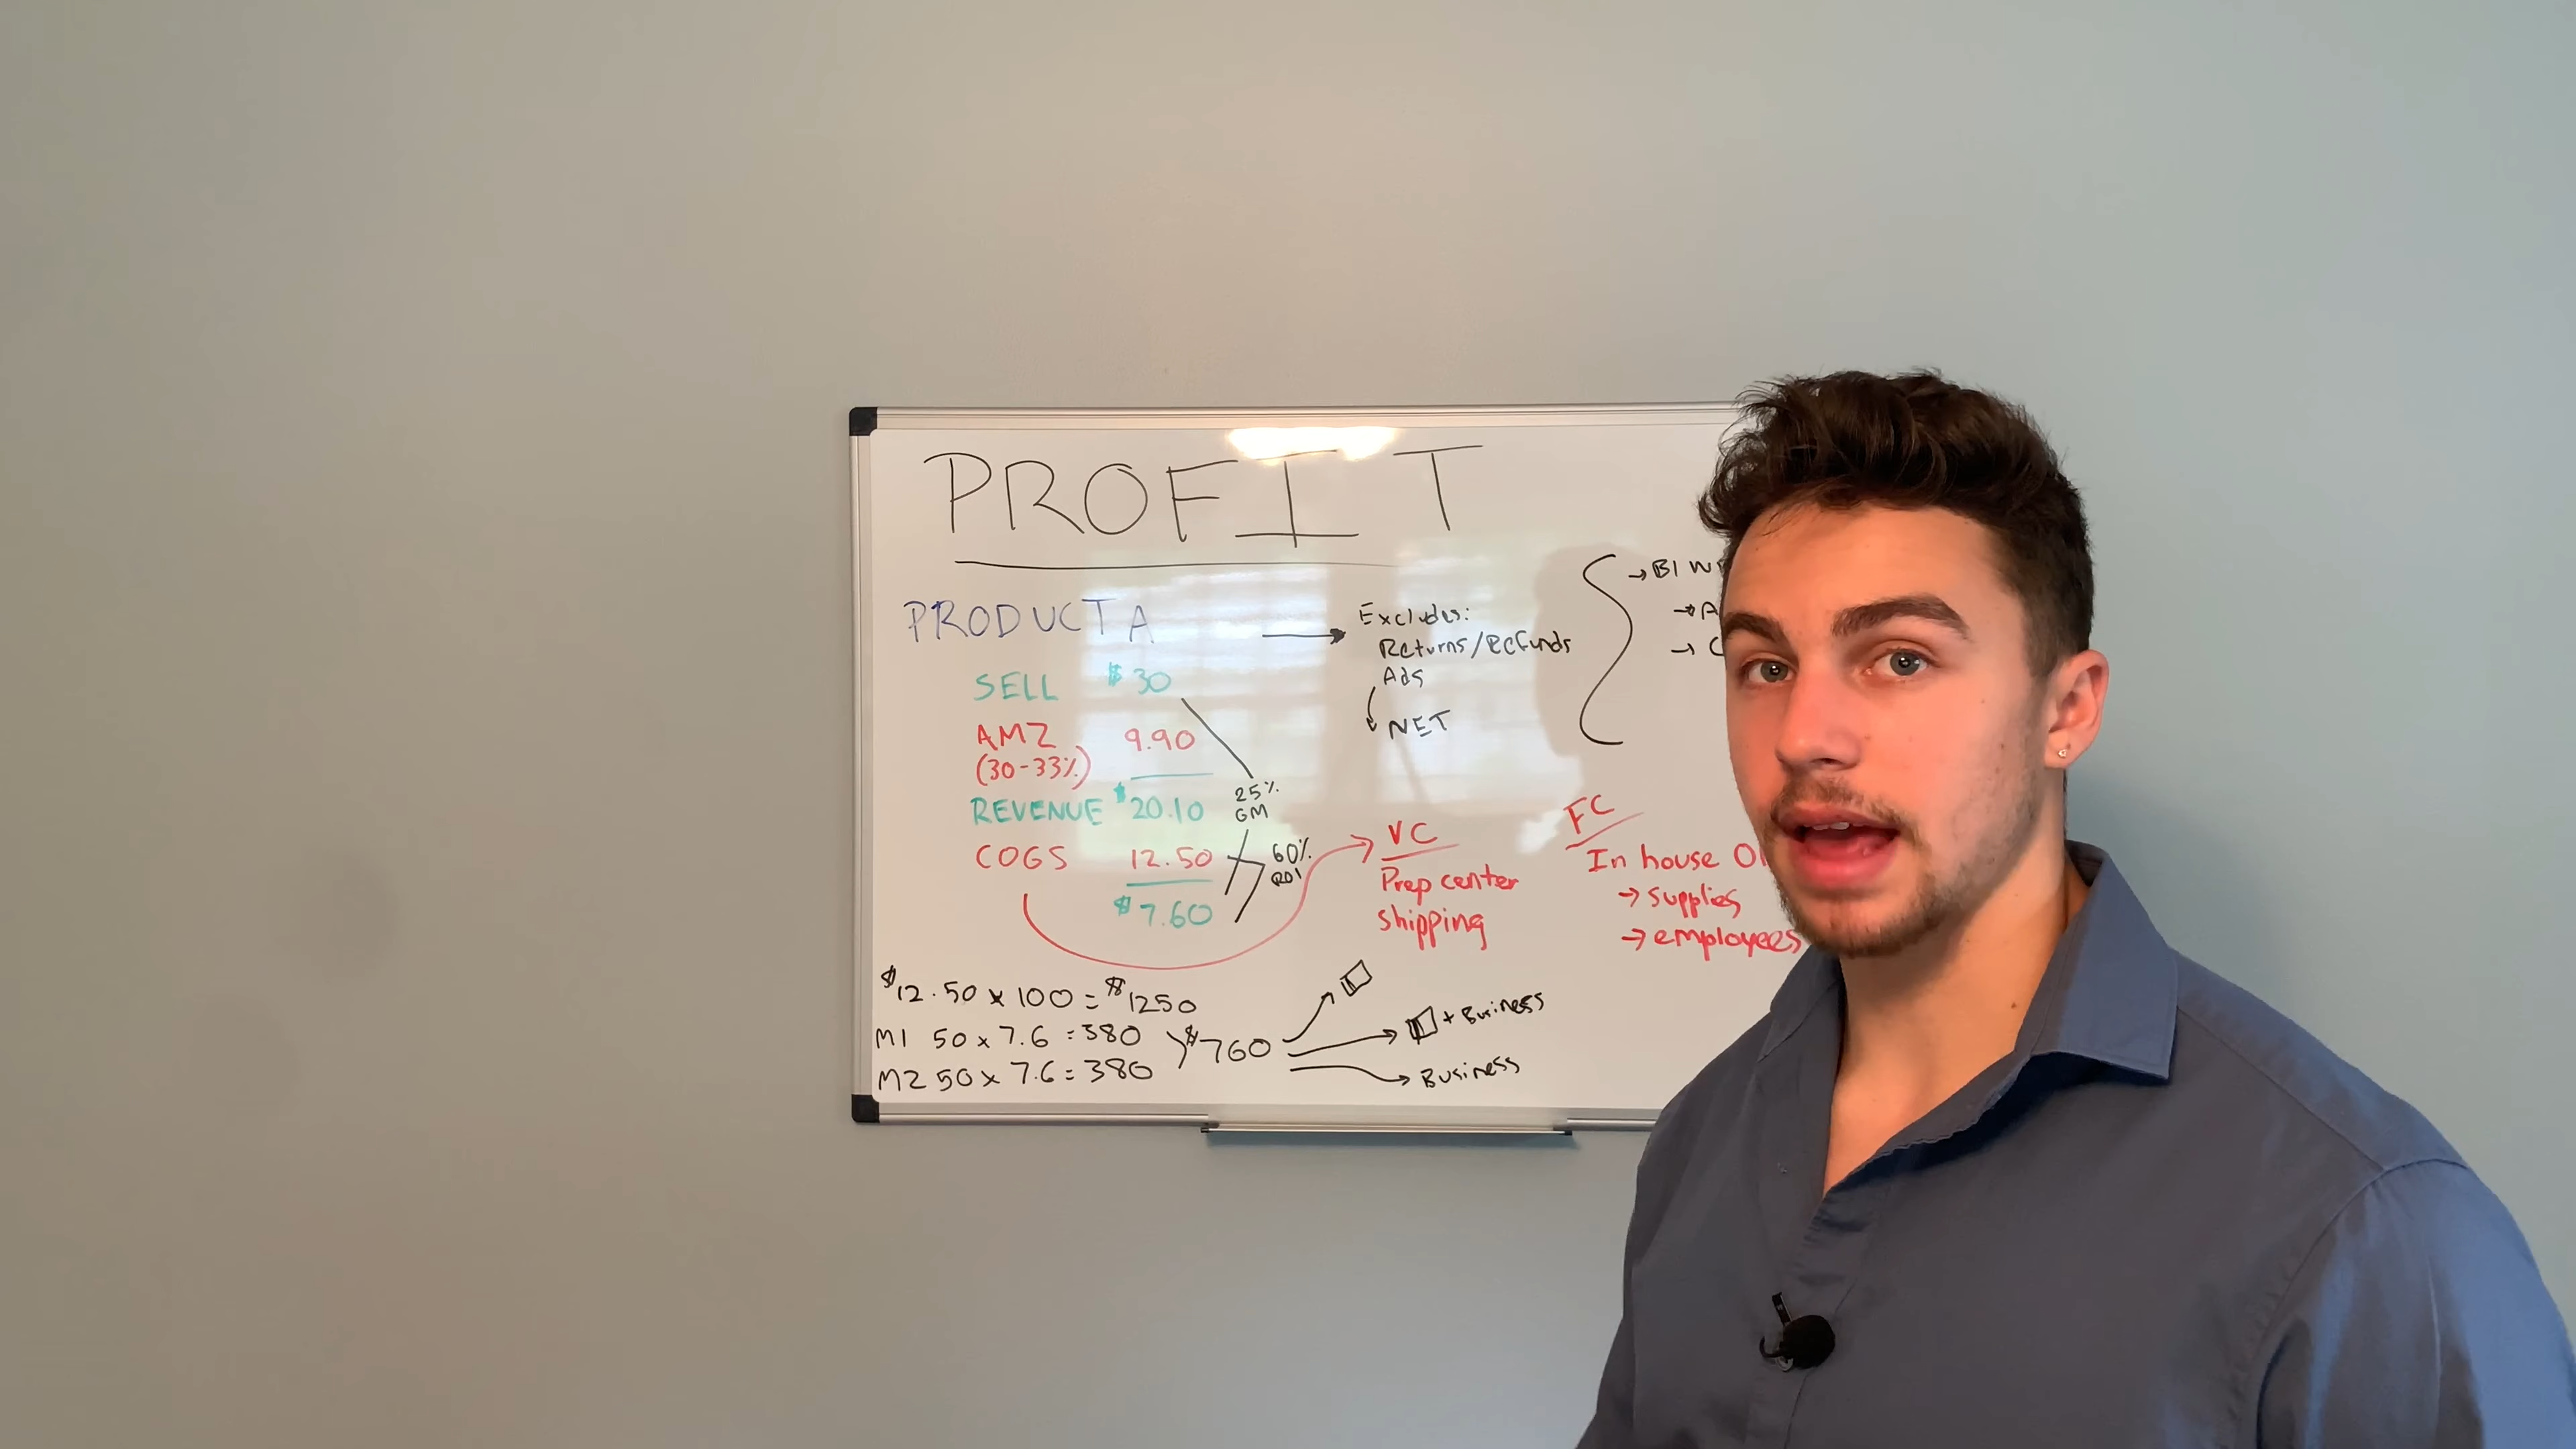 PROFIT
PRODUCT A
SELL $30
AMZ 9.90
(30-33%)
REVENUE $20.10
COGS 12.50
$7.60
25%
GM
60%
ROI
Excludes:
Returns/Refunds
Ads
NET
→ BI
→ A
→ C
VC
Prep center
shipping
FC
In house
→ supplies
→ employees
$12.50 x 100 = $1250
M1 50 x 7.6 = 380
M2 50 x 7.6 = 380
$760
+ Business
Business